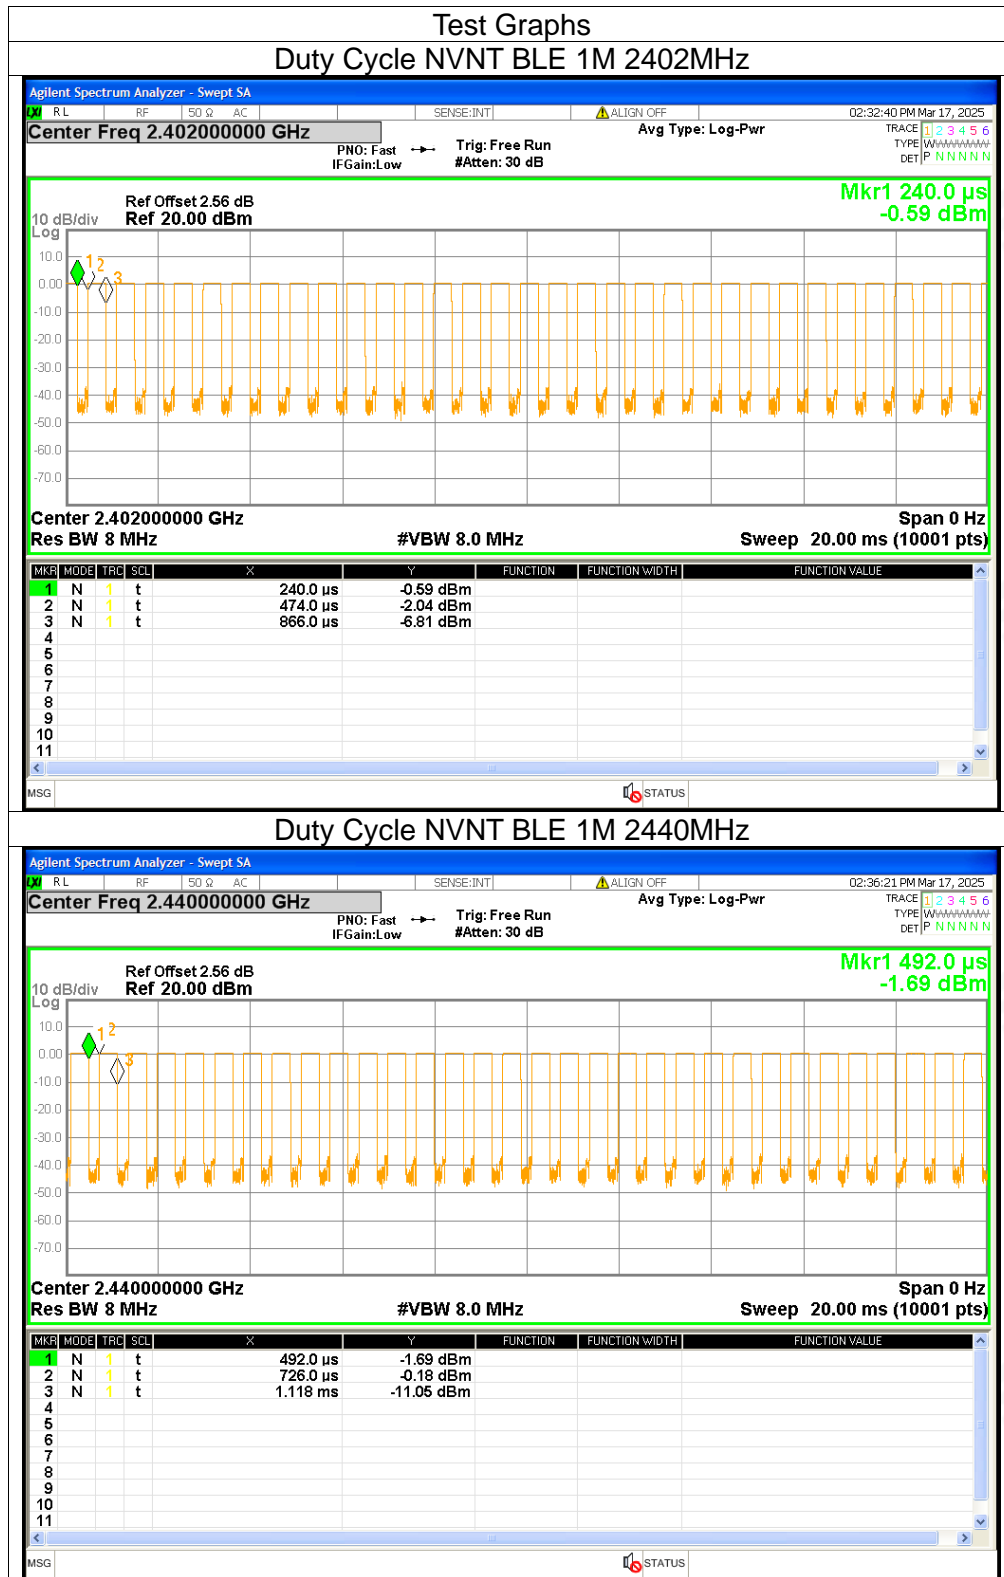 Test Graphs
Duty Cycle NVNT BLE 1M 2402MHz
Agilent Spectrum Analyzer - Swept SA
LXI RL RF 50 Ω AC SENSE:INT ALIGN OFF 02:32:40 PM Mar 17, 2025
Center Freq 2.402000000 GHz Avg Type: Log-Pwr TRACE 1 2 3 4 5 6
PNO: Fast Trig: Free Run TYPE W
IFGain:Low #Atten: 30 dB DET P N N N N N
Mkr1 240.0 µs
Ref Offset 2.56 dB -0.59 dBm
10 dB/div Ref 20.00 dBm
Log
10.0
1 2 3
0.00
-10.0
-20.0
-30.0
-40.0
-50.0
-60.0
-70.0
Center 2.402000000 GHz Span 0 Hz
Res BW 8 MHz #VBW 8.0 MHz Sweep 20.00 ms (10001 pts)
MKR MODE TRC SCL X Y FUNCTION FUNCTION WIDTH FUNCTION VALUE
1 N 1 t 240.0 µs -0.59 dBm
2 N 1 t 474.0 µs -2.04 dBm
3 N 1 t 866.0 µs -6.81 dBm
4
5
6
7
8
9
10
11
MSG STATUS
Duty Cycle NVNT BLE 1M 2440MHz
Agilent Spectrum Analyzer - Swept SA
LXI RL RF 50 Ω AC SENSE:INT ALIGN OFF 02:36:21 PM Mar 17, 2025
Center Freq 2.440000000 GHz Avg Type: Log-Pwr TRACE 1 2 3 4 5 6
PNO: Fast Trig: Free Run TYPE W
IFGain:Low #Atten: 30 dB DET P N N N N N
Mkr1 492.0 µs
Ref Offset 2.56 dB -1.69 dBm
10 dB/div Ref 20.00 dBm
Log
10.0
1 2
0.00
3
-10.0
-20.0
-30.0
-40.0
-50.0
-60.0
-70.0
Center 2.440000000 GHz Span 0 Hz
Res BW 8 MHz #VBW 8.0 MHz Sweep 20.00 ms (10001 pts)
MKR MODE TRC SCL X Y FUNCTION FUNCTION WIDTH FUNCTION VALUE
1 N 1 t 492.0 µs -1.69 dBm
2 N 1 t 726.0 µs -0.18 dBm
3 N 1 t 1.118 ms -11.05 dBm
4
5
6
7
8
9
10
11
MSG STATUS